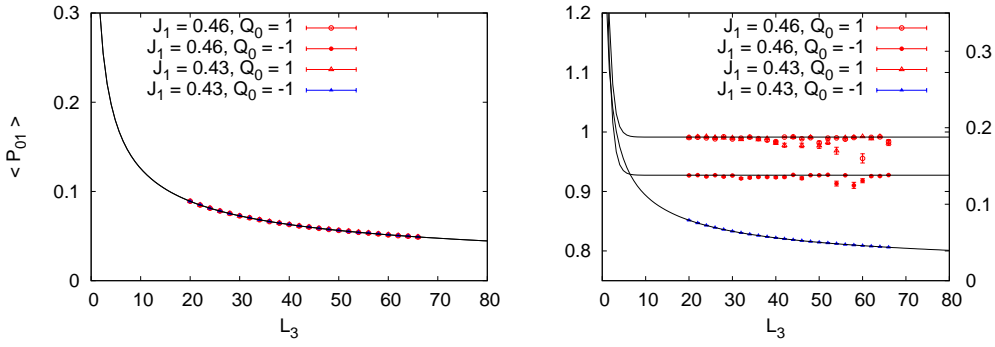 < P01 >
0.3
0.2
0.1
0
J1 = 0.46, Q0 = 1
J1 = 0.46, Q0 = -1
J1 = 0.43, Q0 = 1
J1 = 0.43, Q0 = -1
0 10 20 30 40 50 60 70 80
L3
1.2
1.1
1
0.9
0.8
J1 = 0.46, Q0 = 1
J1 = 0.46, Q0 = -1
J1 = 0.43, Q0 = 1
J1 = 0.43, Q0 = -1
0.3
0.2
0.1
0
0 10 20 30 40 50 60 70 80
L3